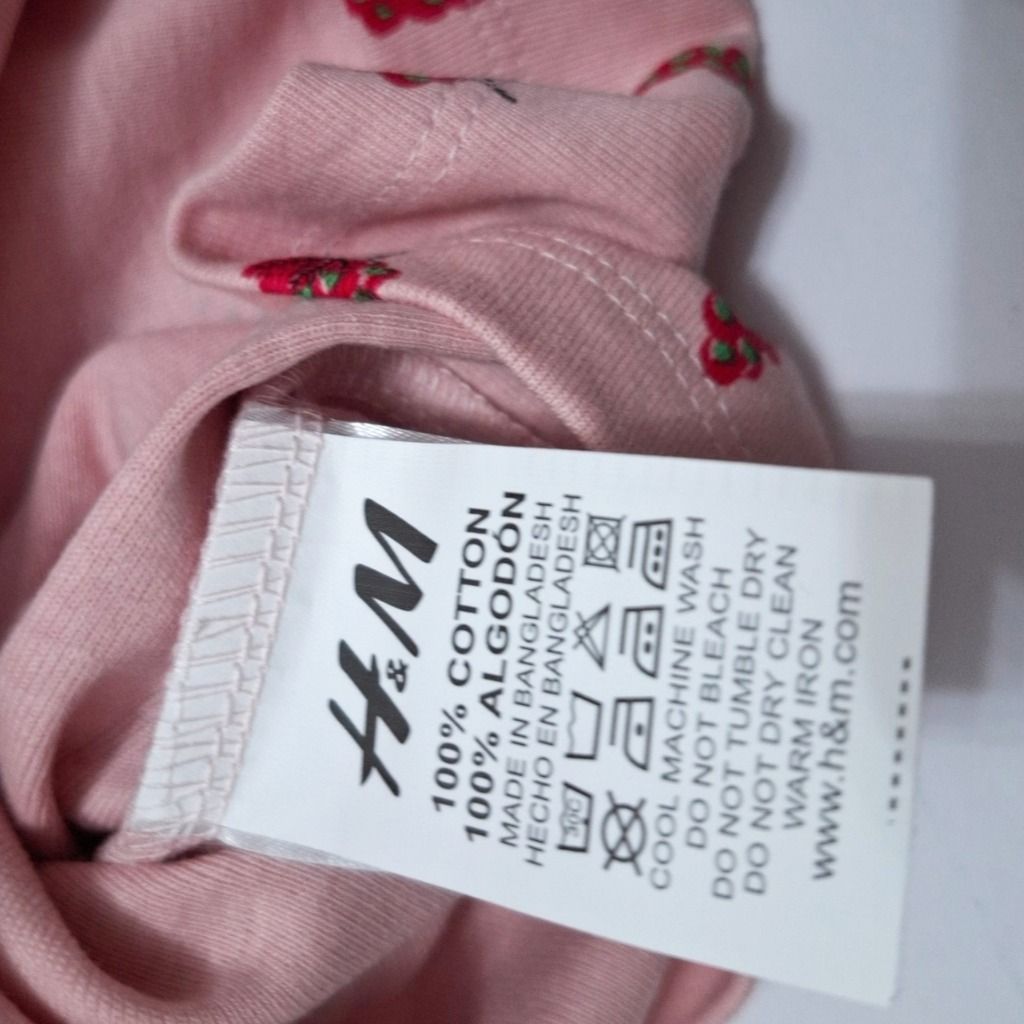 H&M
100% COTTON
100% ALGODÓN
MADE IN BANGLADESH
HECHO EN BANGLADESH
30C
COOL MACHINE WASH
DO NOT BLEACH
DO NOT TUMBLE DRY
DO NOT DRY CLEAN
WARM IRON
www.h&m.com